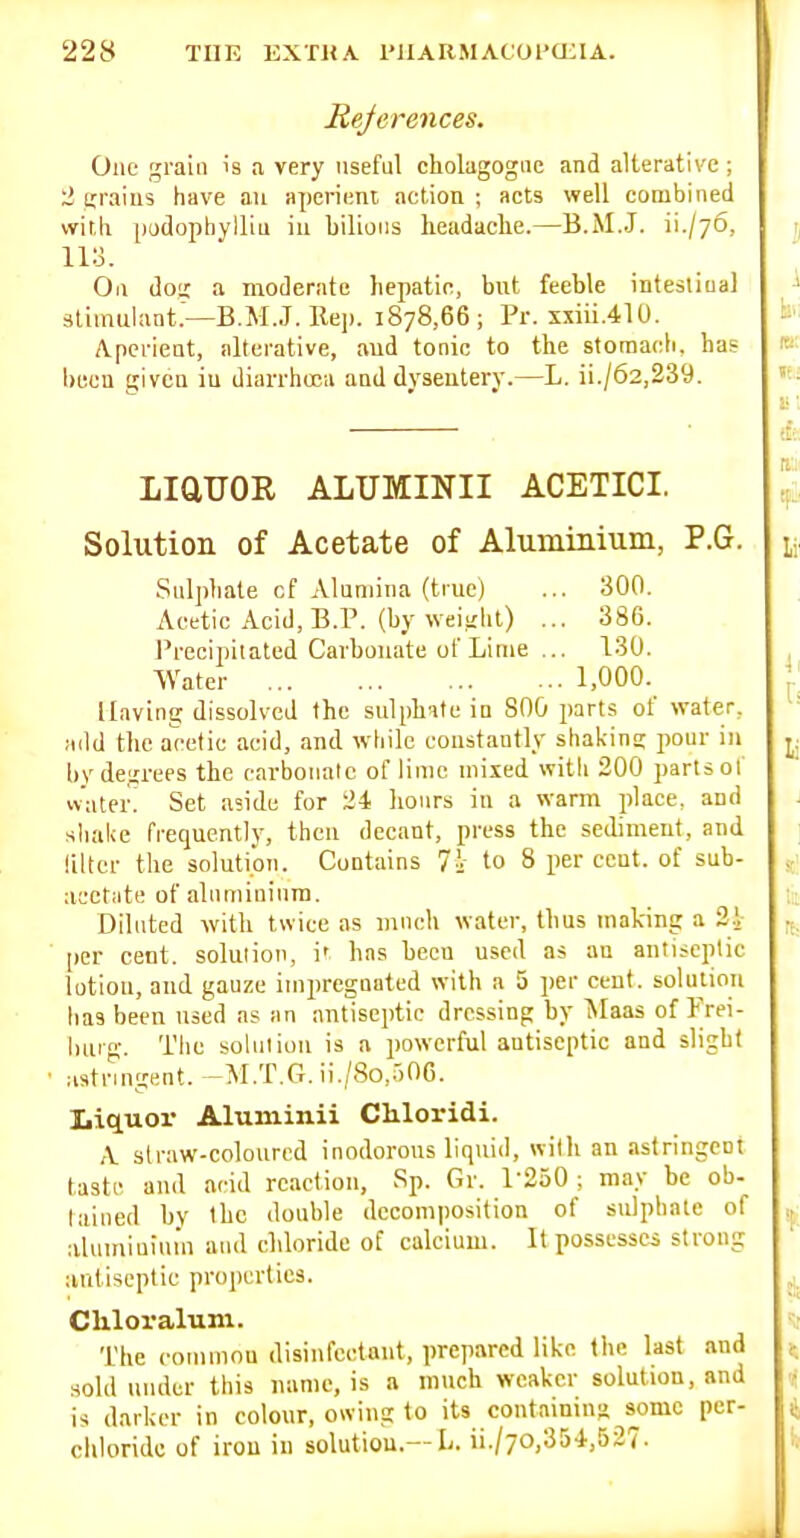 228 THE EXTRA PHARMACOPŒIA.
References.
One grain is a very useful cholagogue and alterative;
2 grains have an aperient action ; acts well combined
with podophyllin in bilious headache.—B.M.J. ii./76,
113.
On dog a moderate hepatic, but feeble intestinal
stimulant.—B.M.J. Rep. 1878,66; Pr. xxiii.410.
Aperient, alterative, and tonic to the stomach, has
been given in diarrhœa and dysentery.—L. ii./62,239.
LIQUOR ALUMINII ACETICI.
Solution of Acetate of Aluminium, P.G.
Sulphate of Alumina (true) ... 300.
Acetic Acid, B.P. (by weight) ... 386.
Precipitated Carbonate of Lime ... 130.
Water ... ... ... ... 1,000.
Having dissolved the sulphate in 800 parts of water,
add the acetic acid, and while constantly shaking pour in
by degrees the carbonate of lime mixed with 200 parts of
water. Set aside for 24 hours in a warm place, and
shake frequently, then decant, press the sediment, and
filter the solution. Contains 7½ to 8 per cent. of sub-
acetate of aluminium.
Diluted with twice as much water, thus making a 2½
per cent. solution, it has been used as an antiseptic
lotion, and gauze impregnated with a 5 per cent. solution
has been used as an antiseptic dressing by Maas of Frei-
burg. The solution is a powerful antiseptic and slight
astringent.—M.T.G. ii./80,506.
Liquor Aluminii Chloridi.
A straw-coloured inodorous liquid, with an astringent
taste and acid reaction, Sp. Gr. 1·250 ; may be ob-
tained by the double decomposition of sulphate of
aluminium and chloride of calcium. It possesses strong
antiseptic properties.
Chloralum.
The common disinfectant, prepared like the last and
sold under this name, is a much weaker solution, and
is darker in colour, owing to its containing some per-
chloride of iron in solution.—L. ii./70,354,527.